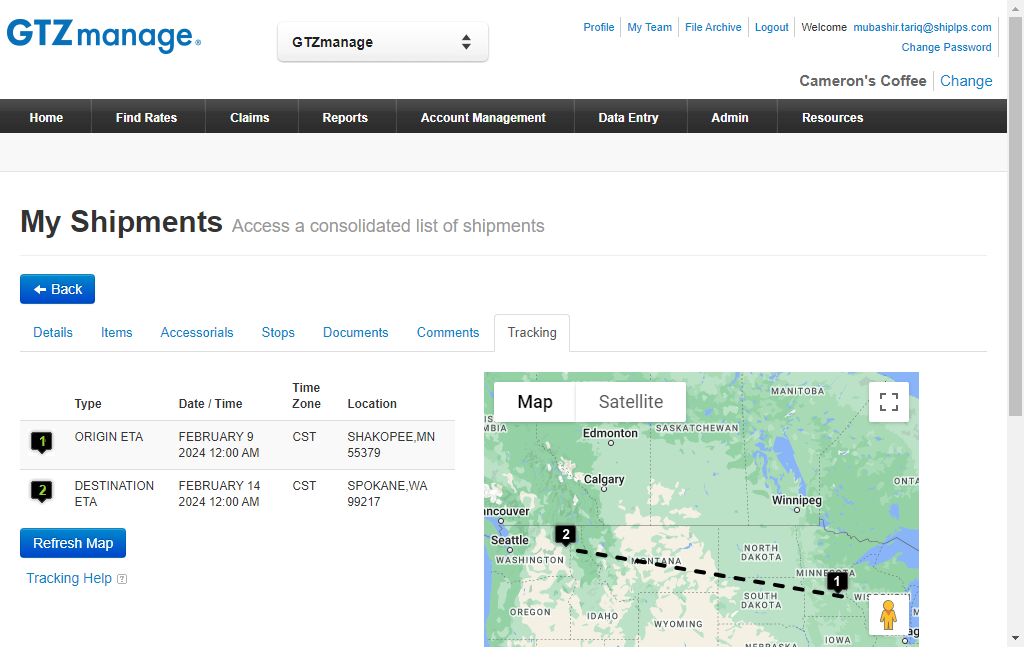 GTZmanage®
GTZmanage
Profile
My Team
File Archive
Logout
Welcome mubashir.tariq@shiplps.com
Change Password
Cameron's Coffee
Change
Home
Find Rates
Claims
Reports
Account Management
Data Entry
Admin
Resources
My Shipments Access a consolidated list of shipments
Back
Details
Items
Accessorials
Stops
Documents
Comments
Tracking
Type
Date / Time
Time
Zone
Location
1
ORIGIN ETA
FEBRUARY 9
2024 12:00 AM
CST
SHAKOPEE,MN
55379
2
DESTINATION
ETA
FEBRUARY 14
2024 12:00 AM
CST
SPOKANE,WA
99217
Refresh Map
Tracking Help ?
Map
Satellite
MANITOBA
IS
MBIA
SASKATCHEWAN
Edmonton
Calgary
ONTA
Winnipeg
ncouver
2
Seattle
WASHINGTON
MONTANA
NORTH
DAKOTA
MINNESOTA
1
SOUTH
DAKOTA
WIS
OREGON
IDAHO
WYOMING
ag
IOWA
NEBRASKA